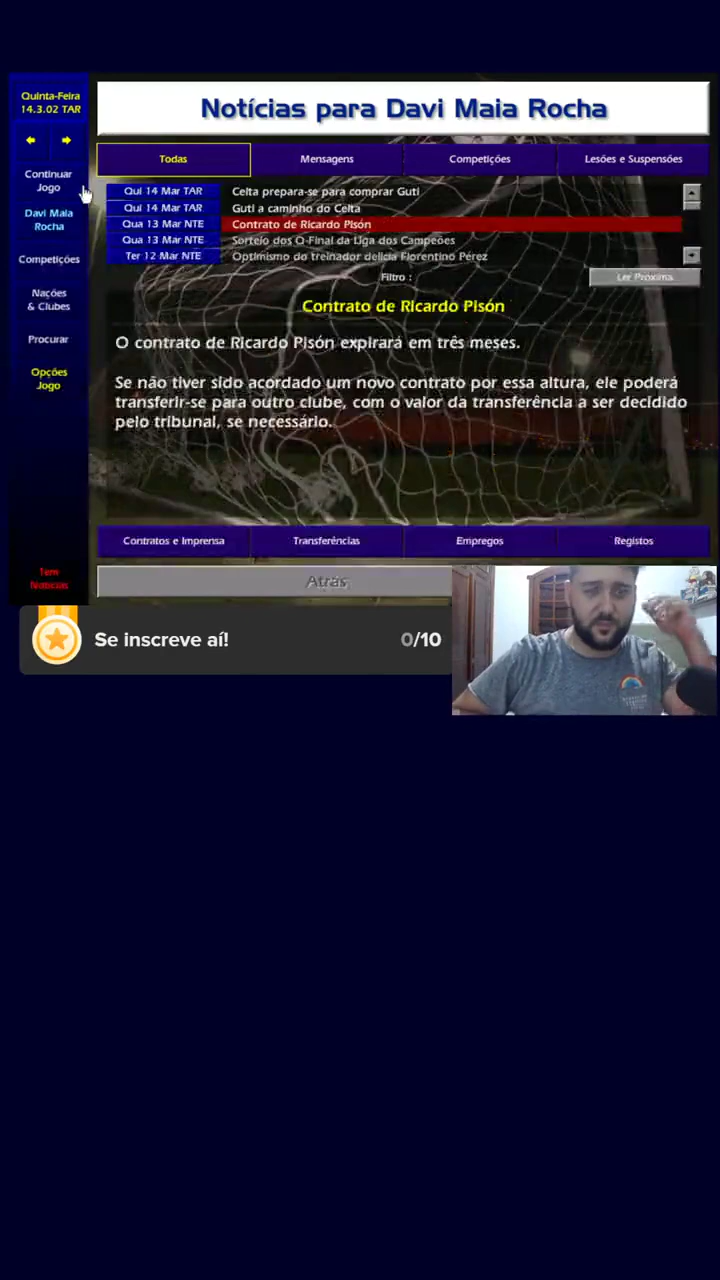 Quinta-Feira
14.3.02 TAR
Notícias para Davi Maia Rocha
Todas
Mensagens
Competições
Lesões e Suspensões
Continuar
Jogo
Davi Maia
Rocha
Competições
Nações
& Clubes
Procurar
Opções
Jogo
Qui 14 Mar TAR Celta prepara-se para comprar Guti
Qui 14 Mar TAR Guti a caminho do Celta
Qua 13 Mar NTE Contrato de Ricardo Pisón
Qua 13 Mar NTE Sorteio dos Q-Final da Liga dos Campeões
Ter 12 Mar NTE Optimismo do treinador delicia Florentino Pérez
Filtro :
Ler Próxima
Contrato de Ricardo Pisón
O contrato de Ricardo Pisón expirará em três meses.
Se não tiver sido acordado um novo contrato por essa altura, ele poderá
transferir-se para outro clube, com o valor da transferência a ser decidido
pelo tribunal, se necessário.
Contratos e Imprensa
Transferências
Empregos
Registos
Tem
Notícias
Atrás
Se inscreve aí!
0/10